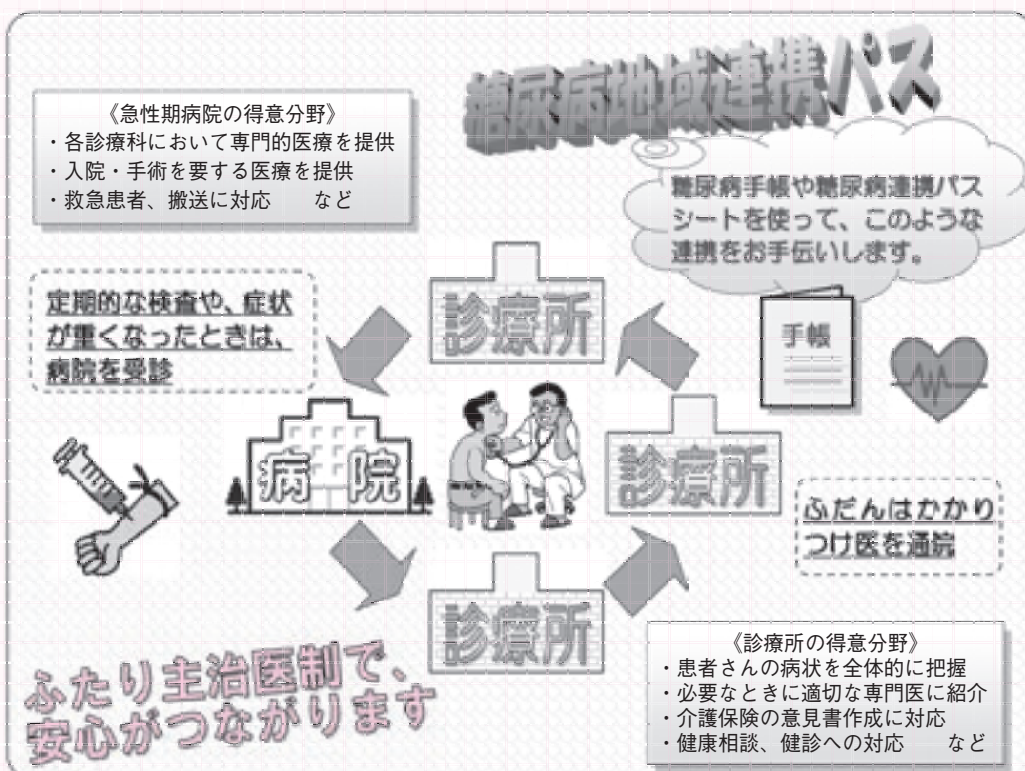 糖尿病地域連携パス
《急性期病院の得意分野》
・各診療科において専門的医療を提供
・入院・手術を要する医療を提供
・救急患者、搬送に対応　　など
糖尿病手帳や糖尿病連携パス
シートを使って、このような
連携をお手伝いします。
定期的な検査や、症状
が重くなったときは、
病院を受診
診療所
手帳
病院
診療所
ふだんはかかり
つけ医を通院
診療所
ふたり主治医制で、
安心がつながります
《診療所の得意分野》
・患者さんの病状を全体的に把握
・必要なときに適切な専門医に紹介
・介護保険の意見書作成に対応
・健康相談、健診への対応　　など